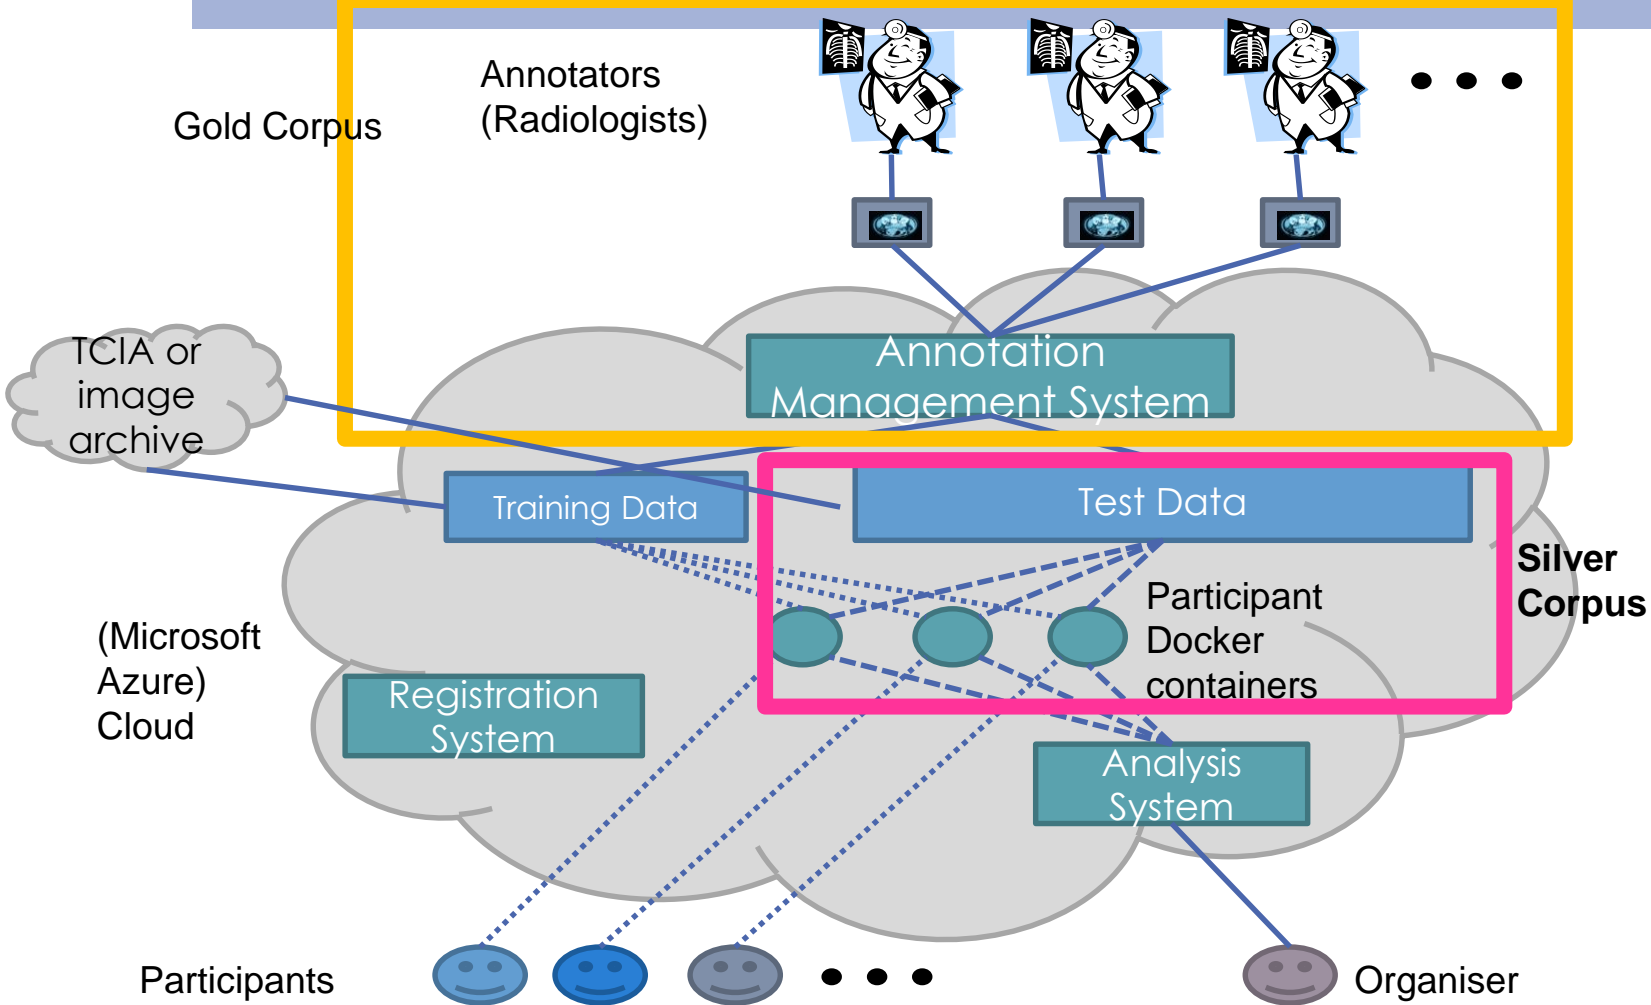 Annotators
(Radiologists)
Gold Corpus
TCIA or
image
archive
Annotation
Management System
Training Data
Test Data
Silver
Corpus
Participant
Docker
containers
(Microsoft
Azure)
Cloud
Registration
System
Analysis
System
Participants
Organiser